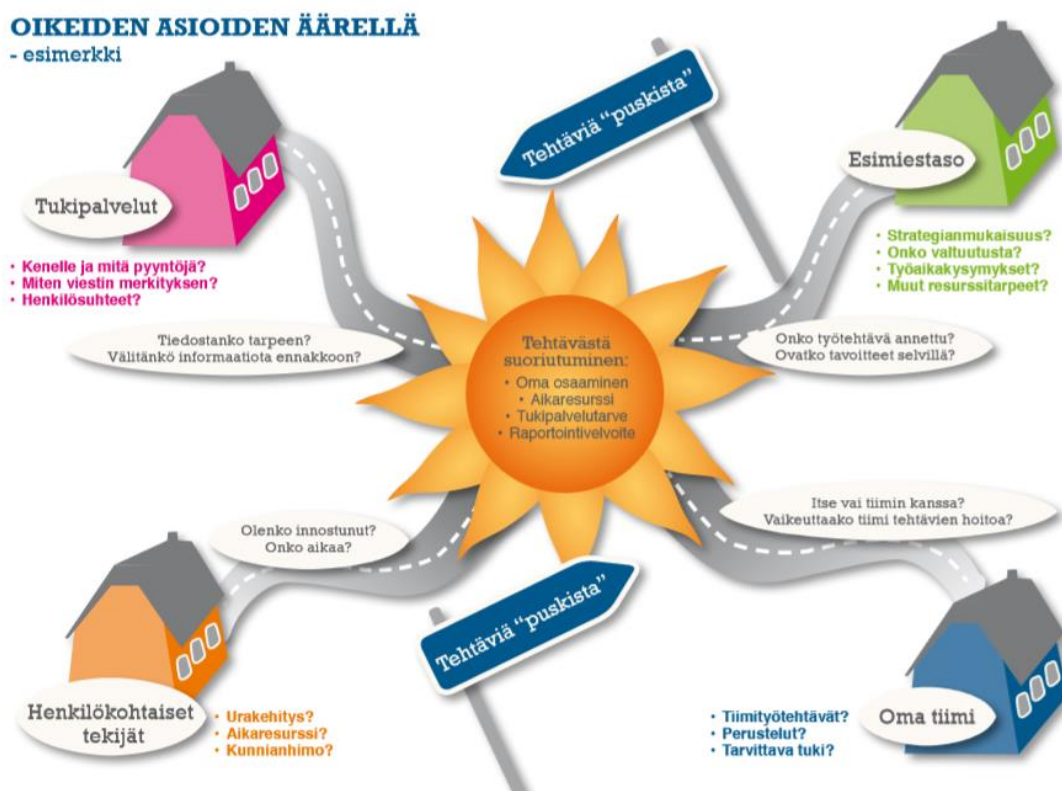 OIKEIDEN ASIOIDEN ÄÄRELLÄ
- esimerkki
Tehtäviä “puskista”
Tukipalvelut
• Kenelle ja mitä pyyntöjä?
• Miten viestin merkityksen?
• Henkilösuhteet?
Tiedostanko tarpeen?
Välitänkö informaatiota ennakkoon?
Esimiestaso
• Strategianmukaisuus?
• Onko valtuutusta?
• Työaikakysymykset?
• Muut resurssitarpeet?
Onko työtehtävä annettu?
Ovatko tavoitteet selvillä?
Tehtävästä
suoriutuminen:
• Oma osaaminen
• Aikaresurssi
• Tukipalvelutarve
• Raportointivelvoite
Olenko innostunut?
Onko aikaa?
Itse vai tiimin kanssa?
Vaikeuttaako tiimi tehtävien hoitoa?
Tehtäviä “puskista”
Henkilökohtaiset
tekijät
• Urakehitys?
• Aikaresurssi?
• Kunnianhimo?
• Tiimityötehtävät?
• Perustelut?
• Tarvittava tuki?
Oma tiimi